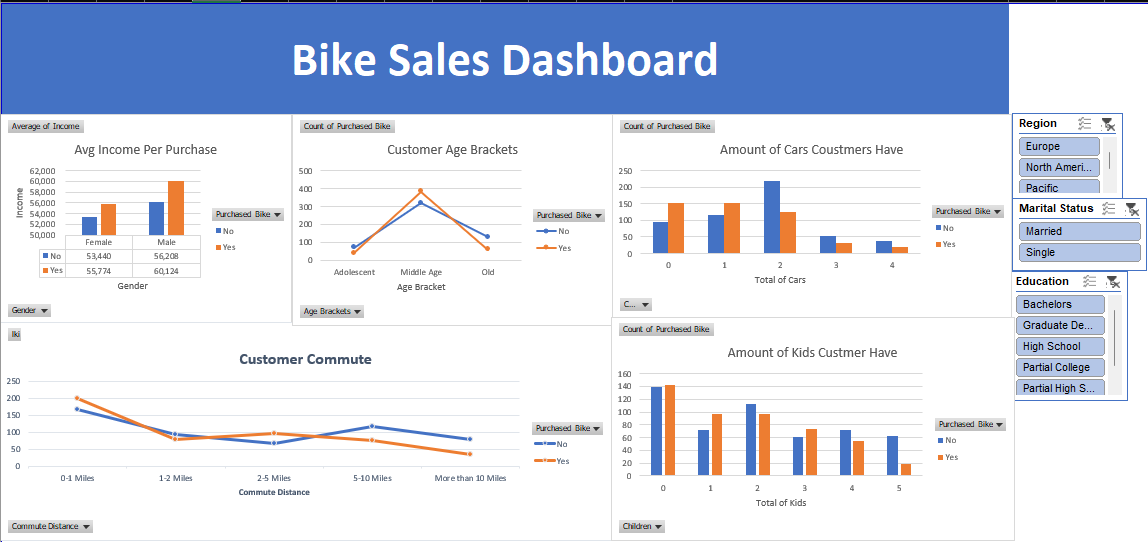 Bike Sales Dashboard
Average of Income
Avg Income Per Purchase
62,000
60,000
58,000
56,000
54,000
52,000
50,000
Income
Female Male
No 53,440 56,208
Yes 55,774 60,124
Gender
Purchased Bike
No
Yes
Gender
Count of Purchased Bike
Customer Age Brackets
500
400
300
200
100
0
Adolescent Middle Age Old
Age Bracket
Purchased Bike
No
Yes
Age Brackets
Count of Purchased Bike
Amount of Cars Coustmers Have
250
200
150
100
50
0
0 1 2 3 4
Total of Cars
Purchased Bike
No
Yes
C...
Region
Europe
North Ameri...
Pacific
Marital Status
Married
Single
Education
Bachelors
Graduate De...
High School
Partial College
Partial High S...
Iki
Customer Commute
250
200
150
100
50
0
0-1 Miles 1-2 Miles 2-5 Miles 5-10 Miles More than 10 Miles
Commute Distance
Purchased Bike
No
Yes
Commute Distance
Count of Purchased Bike
Amount of Kids Custmer Have
160
140
120
100
80
60
40
20
0
0 1 2 3 4 5
Total of Kids
Purchased Bike
No
Yes
Children